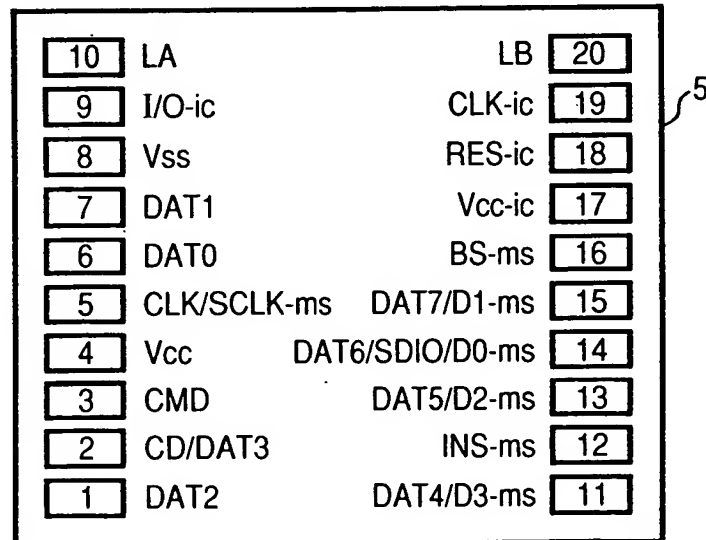 10 LA LB 20
9 I/O-ic CLK-ic 19
8 Vss RES-ic 18
7 DAT1 Vcc-ic 17
6 DAT0 BS-ms 16
5 CLK/SCLK-ms DAT7/D1-ms 15
4 Vcc DAT6/SDIO/D0-ms 14
3 CMD DAT5/D2-ms 13
2 CD/DAT3 INS-ms 12
1 DAT2 DAT4/D3-ms 11
5